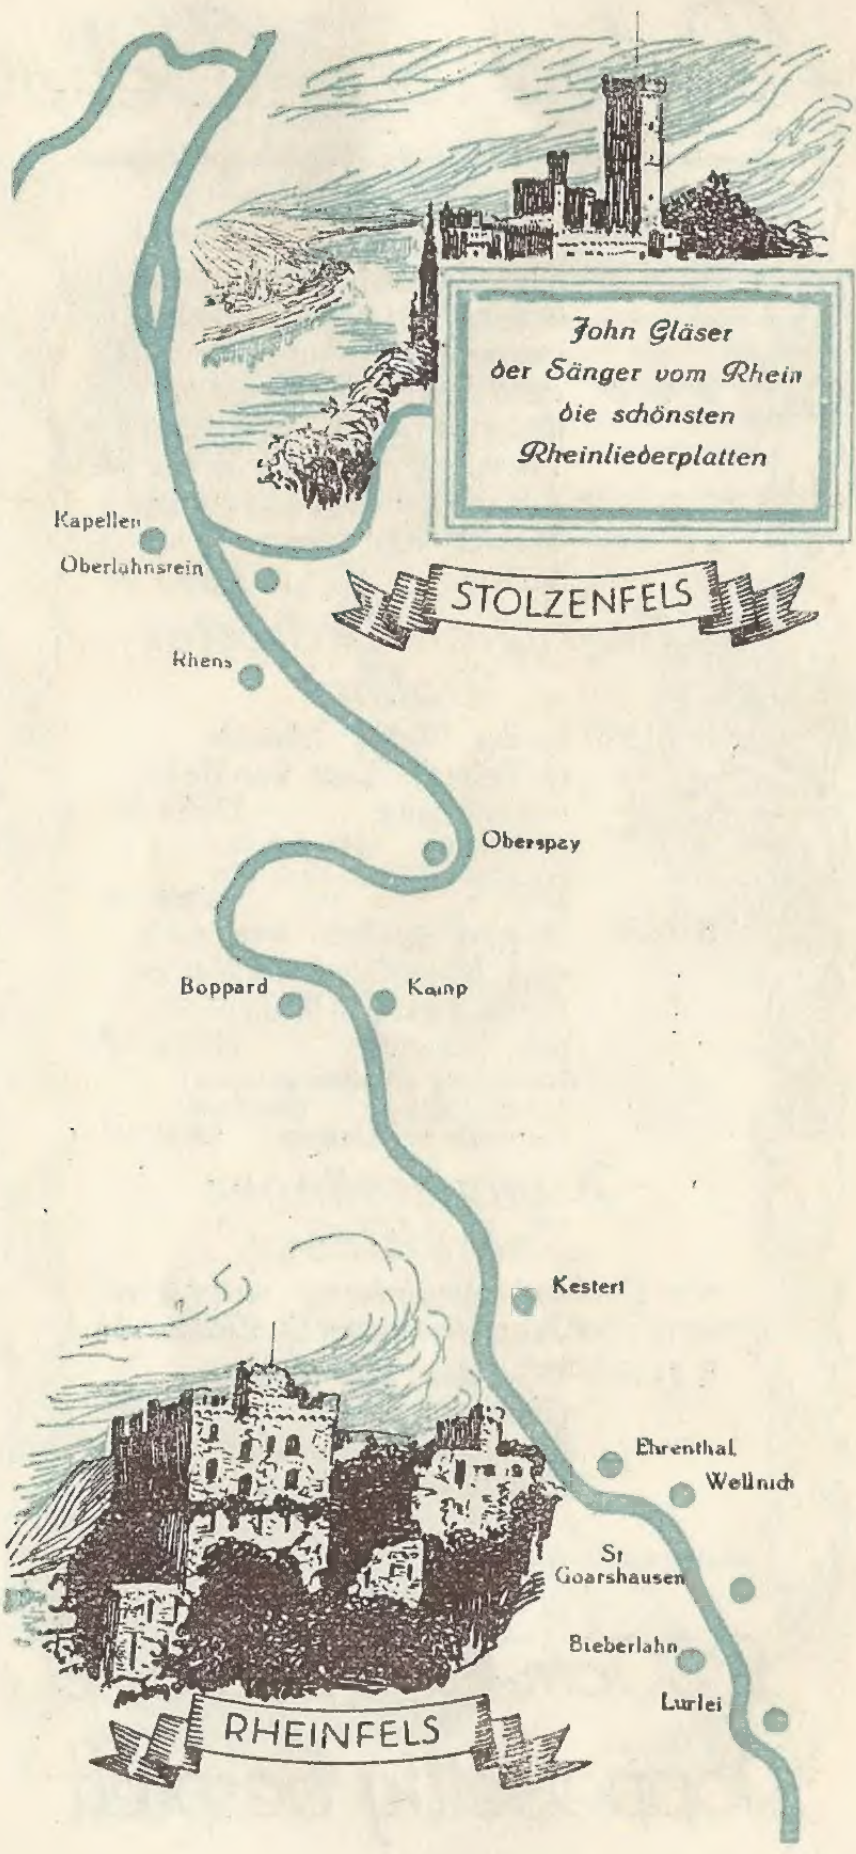 John Gläser
der Sänger vom Rhein
die schönsten
Rheinliederplatten
Kapellen
Oberlahnstein
STOLZENFELS
Rhens
Oberspay
Boppard
Kamp
Kestert
Ehrenthal
Wellmich
St
Goarshausen
Bieberlahn
Lurlei
RHEINFELS